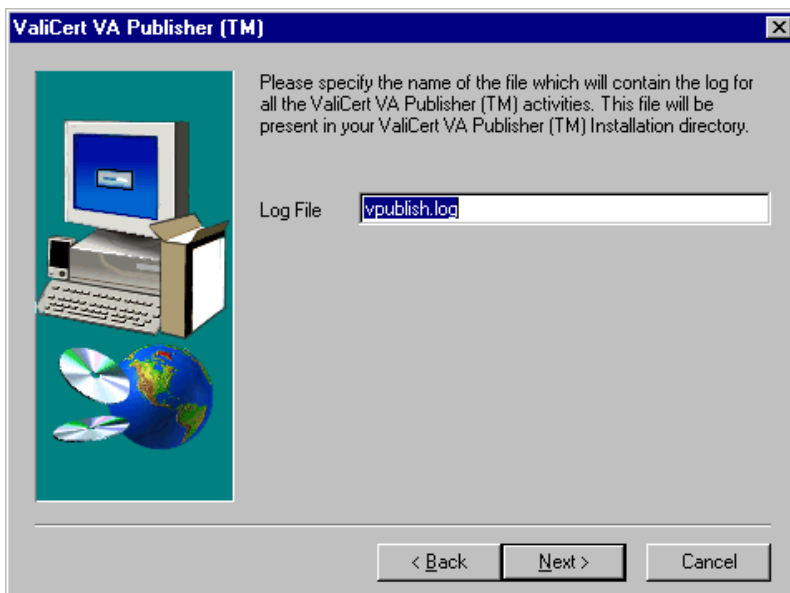 ValiCert VA Publisher (TM)
Please specify the name of the file which will contain the log for
all the ValiCert VA Publisher (TM) activities. This file will be
present in your ValiCert VA Publisher (TM) Installation directory.
Log File vpublish.log
< Back Next > Cancel